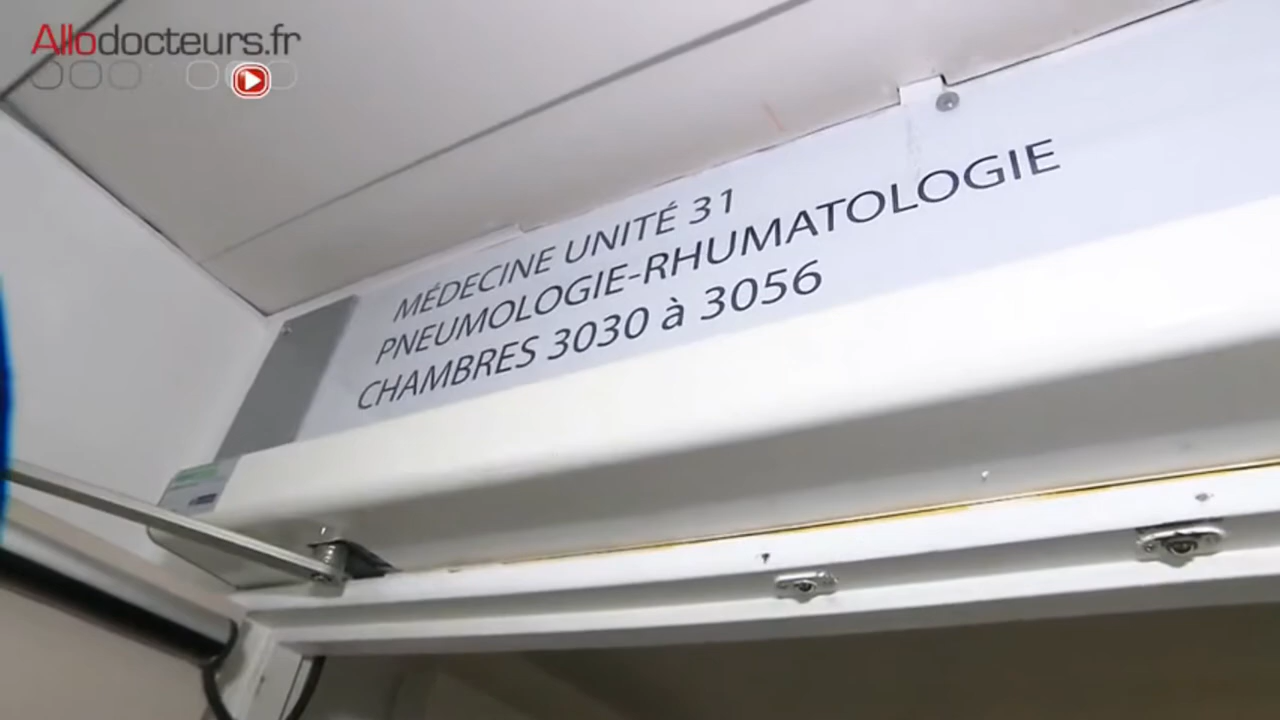 Allodocteurs.fr
MÉDECINE UNITÉ 31
PNEUMOLOGIE-RHUMATOLOGIE
CHAMBRES 3030 à 3056